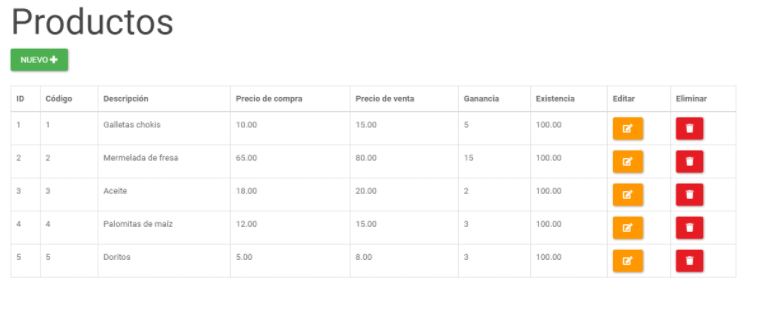 Productos
NUEVO
ID Código Descripción Precio de compra Precio de venta Ganancia Existencia Editar Eliminar
1 1 Galletas chokis 10.00 15.00 5 100.00
2 2 Mermelada de fresa 65.00 80.00 15 100.00
3 3 Aceite 18.00 20.00 2 100.00
4 4 Palomitas de maíz 12.00 15.00 3 100.00
5 5 Doritos 5.00 8.00 3 100.00